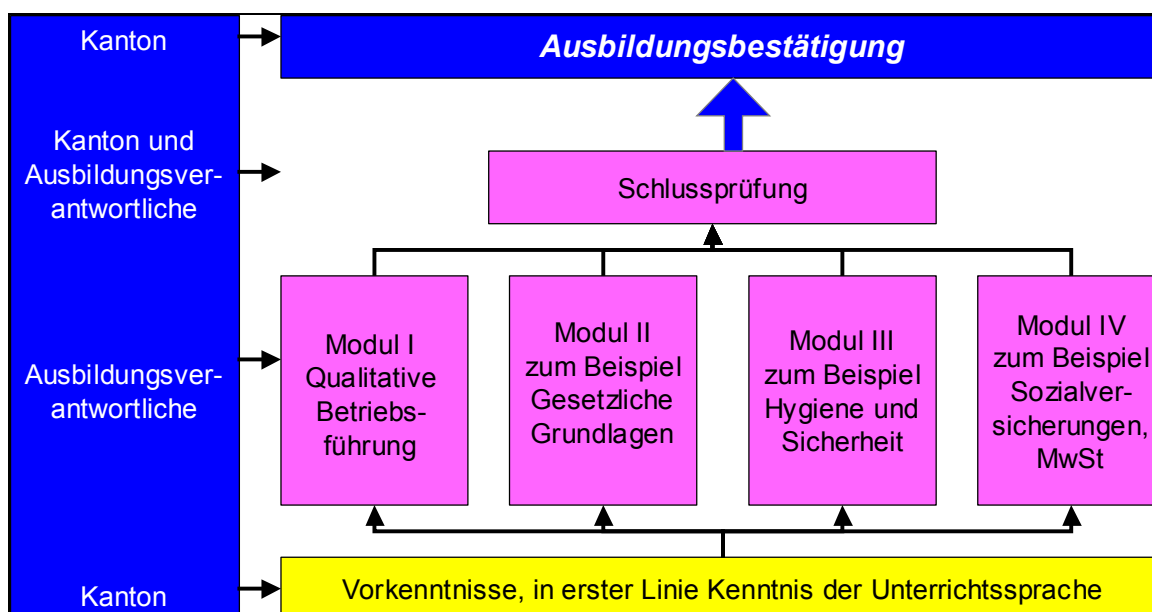 Kanton
Ausbildungsbestätigung
Kanton und
Ausbildungsver-
antwortliche
Schlussprüfung
Ausbildungsver-
antwortliche
Modul I
Qualitative
Betriebs-
führung
Modul II
zum Beispiel
Gesetzliche
Grundlagen
Modul III
zum Beispiel
Hygiene und
Sicherheit
Modul IV
zum Beispiel
Sozialver-
sicherungen,
MwSt
Kanton
Vorkenntnisse, in erster Linie Kenntnis der Unterrichtssprache